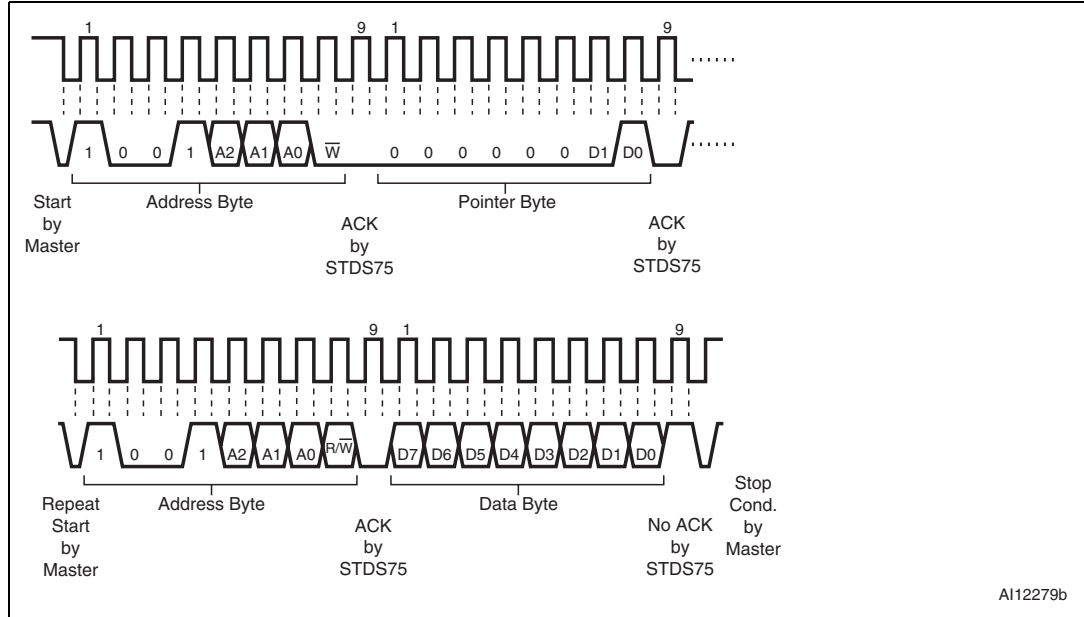 1 9 1 9
1 0 0 1 A2 A1 A0 W̅ 0 0 0 0 0 0 D1 D0
Start
by
Master
Address Byte
ACK
by
STDS75
Pointer Byte
ACK
by
STDS75
1 9 1 9
1 0 0 1 A2 A1 A0 R/W̅ D7 D6 D5 D4 D3 D2 D1 D0
Repeat
Start
by
Master
Address Byte
ACK
by
STDS75
Data Byte
No ACK
by
STDS75
Stop
Cond.
by
Master
AI12279b